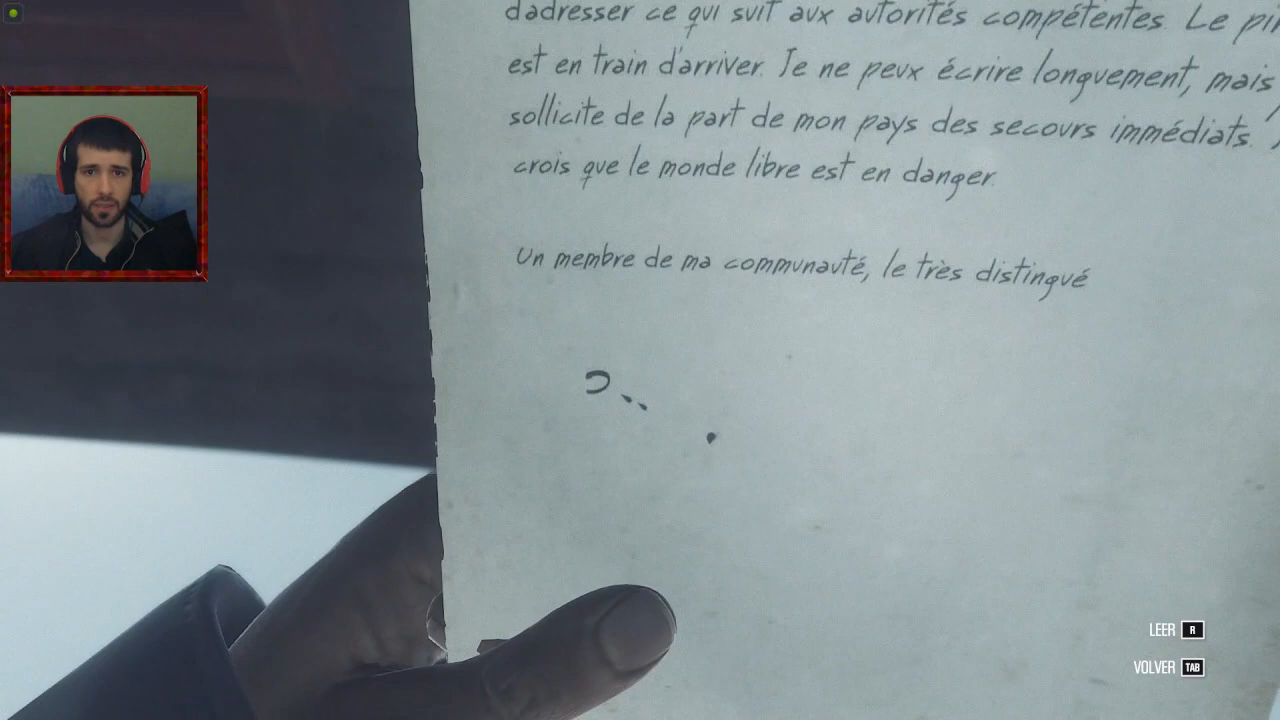 d'adresser ce qui suit aux autorités compétentes. Le
est en train d'arriver. Je ne peux écrire longuement, mais
sollicite de la part de mon pays des secours immédiats.
crois que le monde libre est en danger.
Un membre de ma communauté, le très distingué
LEER R
VOLVER TAB